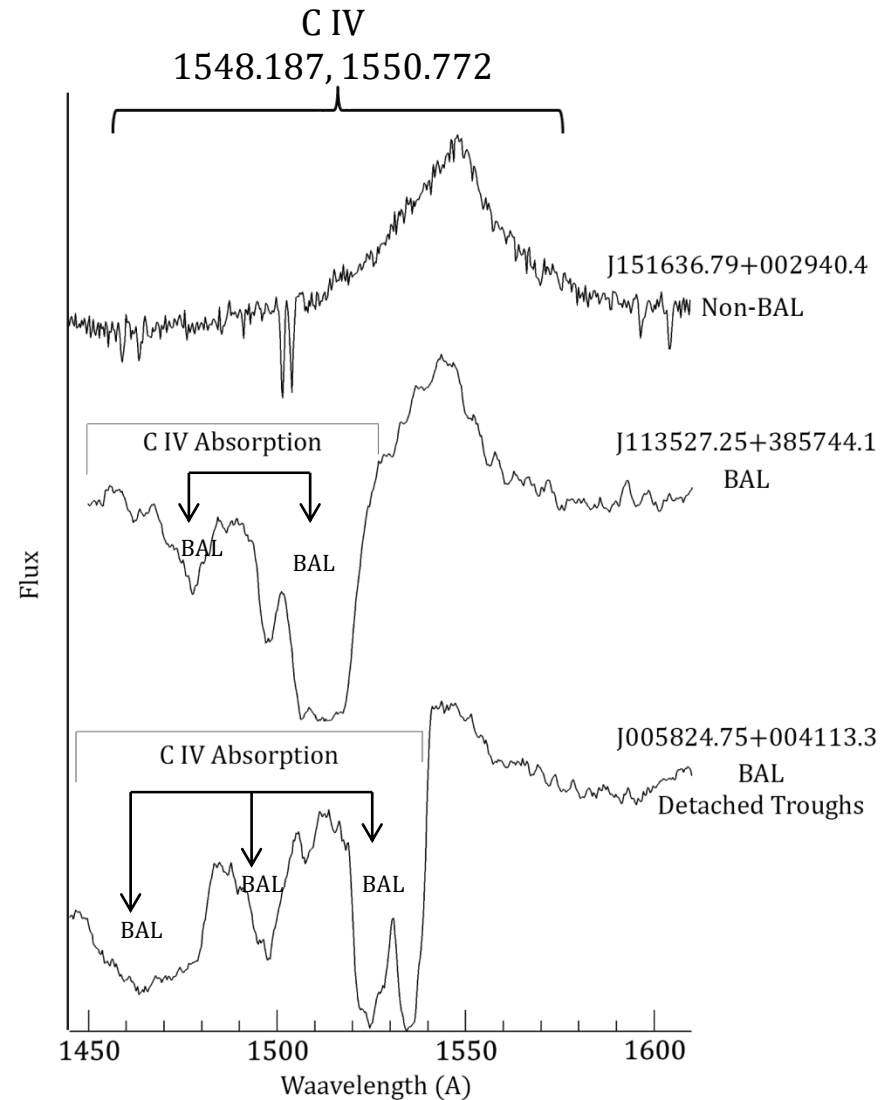 C IV
1548.187, 1550.772
J151636.79+002940.4
Non-BAL
C IV Absorption
J113527.25+385744.1
BAL
BAL
BAL
Flux
C IV Absorption
J005824.75+004113.3
BAL
Detached Troughs
BAL
BAL
BAL
1450
1500
1550
1600
Waavelength (A)